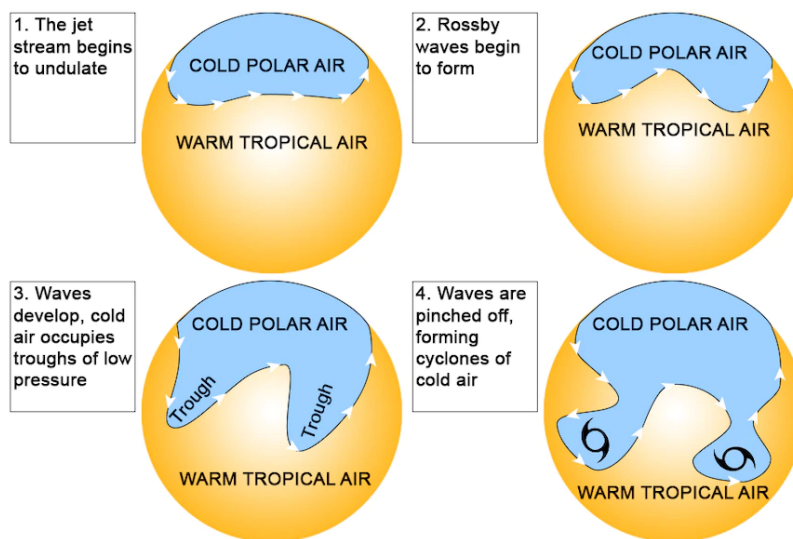 1. The jet
stream begins
to undulate
COLD POLAR AIR
WARM TROPICAL AIR
2. Rossby
waves begin
to form
COLD POLAR AIR
WARM TROPICAL AIR
3. Waves
develop, cold
air occupies
troughs of low
pressure
COLD POLAR AIR
Trough
Trough
WARM TROPICAL AIR
4. Waves are
pinched off,
forming
cyclones of
cold air
COLD POLAR AIR
WARM TROPICAL AIR